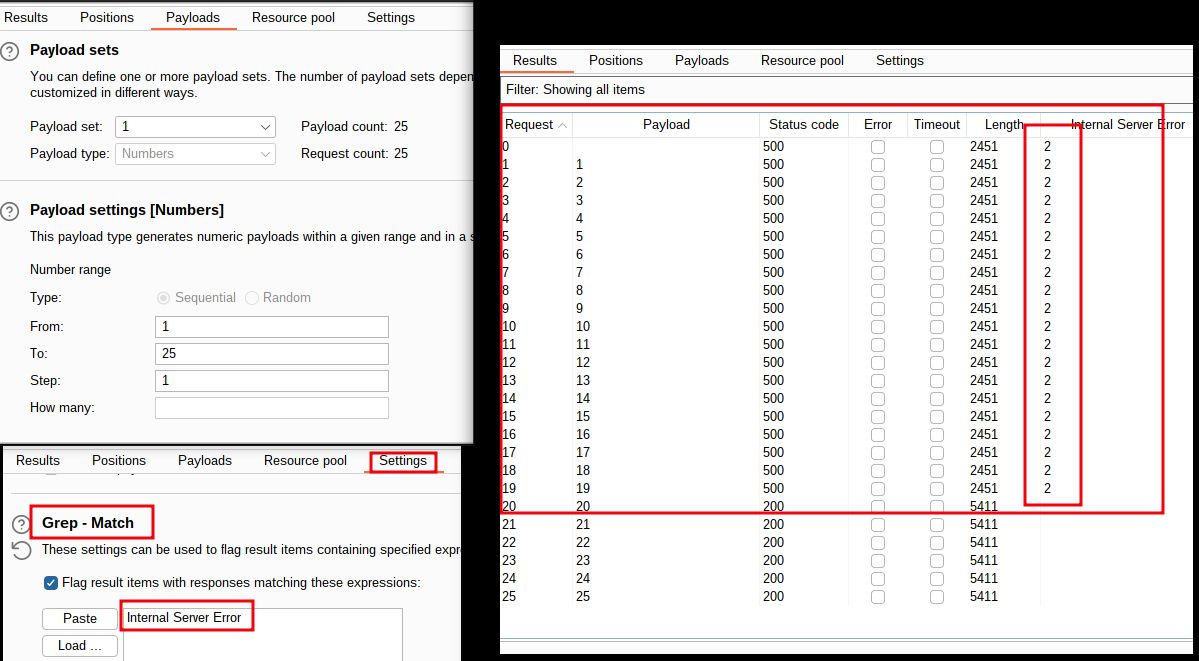 Results Positions Payloads Resource pool Settings
Payload sets
You can define one or more payload sets. The number of payload sets depen
customized in different ways.
Payload set: 1 Payload count: 25
Payload type: Numbers Request count: 25
Payload settings [Numbers]
This payload type generates numeric payloads within a given range and in a s
Number range
Type: Sequential Random
From: 1
To: 25
Step: 1
How many:
Results Positions Payloads Resource pool Settings
Grep - Match
These settings can be used to flag result items containing specified expre
Flag result items with responses matching these expressions:
Paste Internal Server Error
Load ...
Results Positions Payloads Resource pool Settings
Filter: Showing all items
Request Payload Status code Error Timeout Length Internal Server Error
0 500 2451 2
1 1 500 2451 2
2 2 500 2451 2
3 3 500 2451 2
4 4 500 2451 2
5 5 500 2451 2
6 6 500 2451 2
7 7 500 2451 2
8 8 500 2451 2
9 9 500 2451 2
10 10 500 2451 2
11 11 500 2451 2
12 12 500 2451 2
13 13 500 2451 2
14 14 500 2451 2
15 15 500 2451 2
16 16 500 2451 2
17 17 500 2451 2
18 18 500 2451 2
19 19 500 2451 2
20 20 200 5411
21 21 200 5411
22 22 200 5411
23 23 200 5411
24 24 200 5411
25 25 200 5411